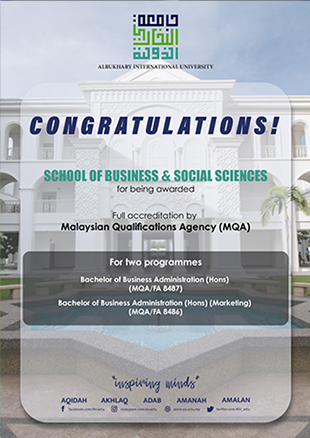 جامعة
البخاري
الدولية
ALBUKHARY INTERNATIONAL UNIVERSITY
CONGRATULATIONS!
SCHOOL OF BUSINESS & SOCIAL SCIENCES
for being awarded
Full accreditation by
Malaysian Qualifications Agency (MQA)
For two programmes
Bachelor of Business Administration (Hons)
(MQA/FA 8487)
Bachelor of Business Administration (Hons) (Marketing)
(MQA/FA 8486)
"inspiring minds"
AQIDAH AKHLAQ ADAB AMANAH AMALAN